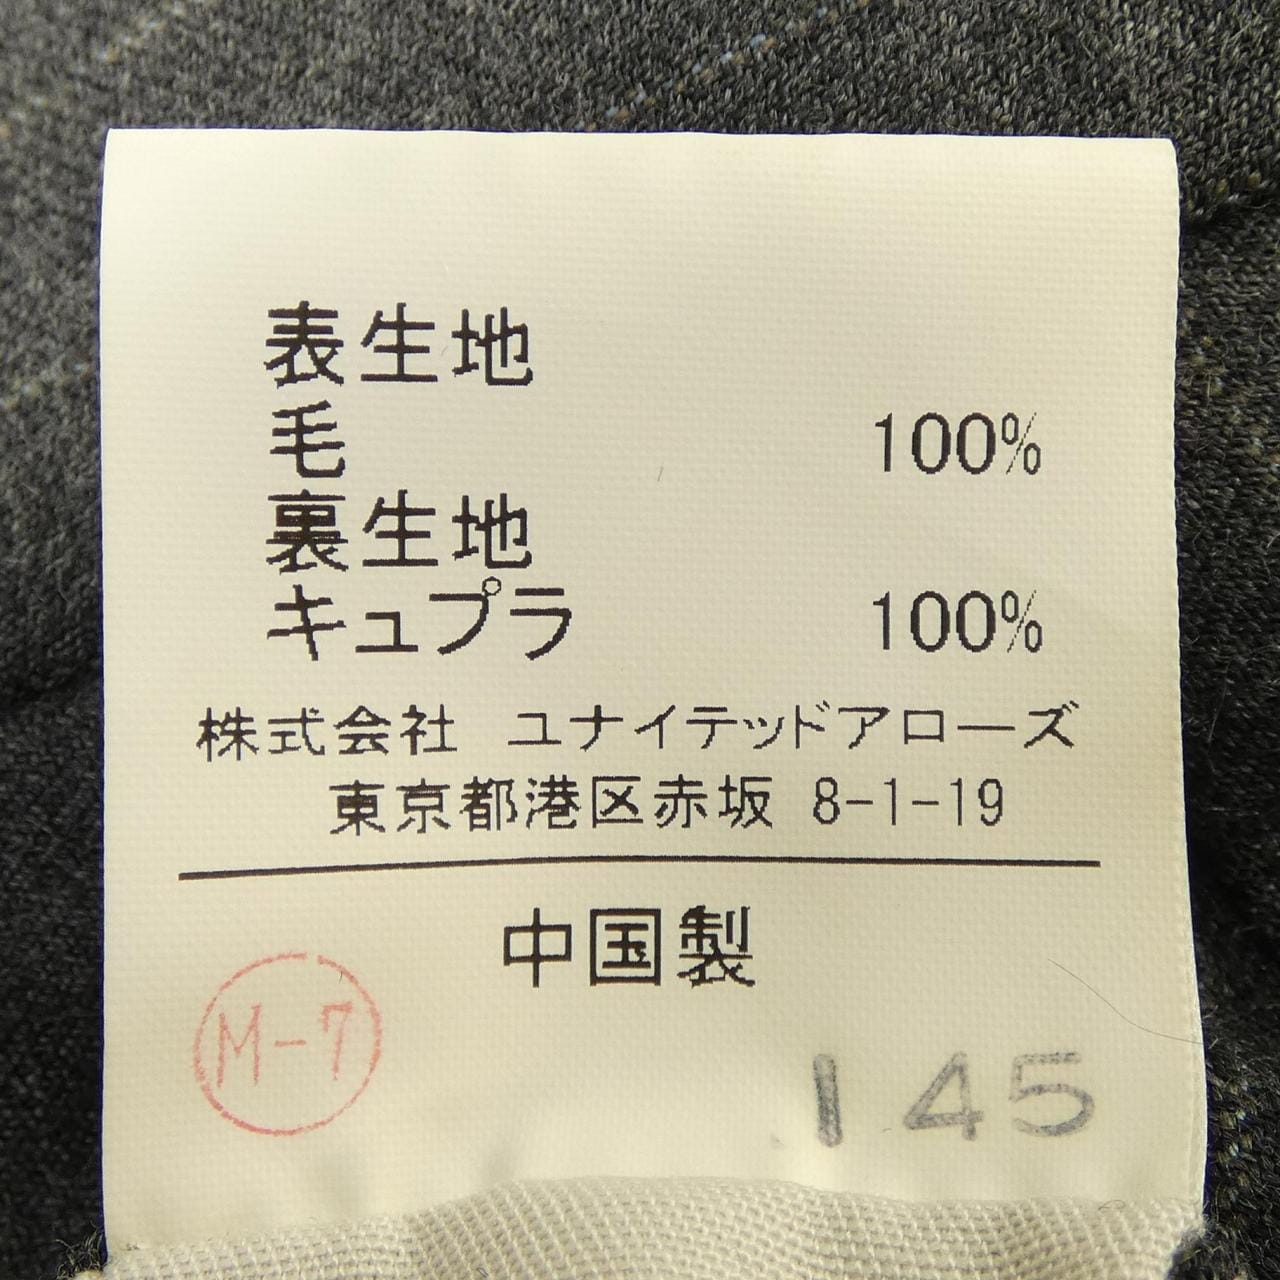 表生地
毛 100%
裏生地
キュプラ 100%
株式会社 ユナイテッドアローズ
東京都港区赤坂 8-1-19
中国製
M-7
145